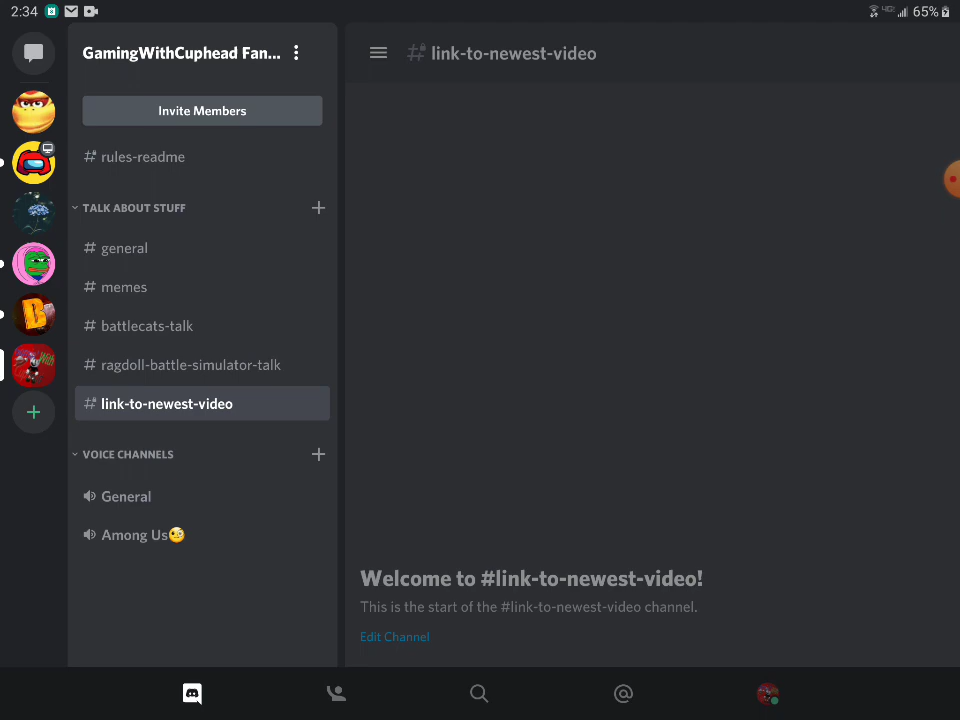 2:34
65%
GamingWithCuphead Fan...
# link-to-newest-video
Invite Members
# rules-readme
TALK ABOUT STUFF
# general
# memes
# battlecats-talk
# ragdoll-battle-simulator-talk
# link-to-newest-video
VOICE CHANNELS
General
Among Us🧐
Welcome to #link-to-newest-video!
This is the start of the #link-to-newest-video channel.
Edit Channel